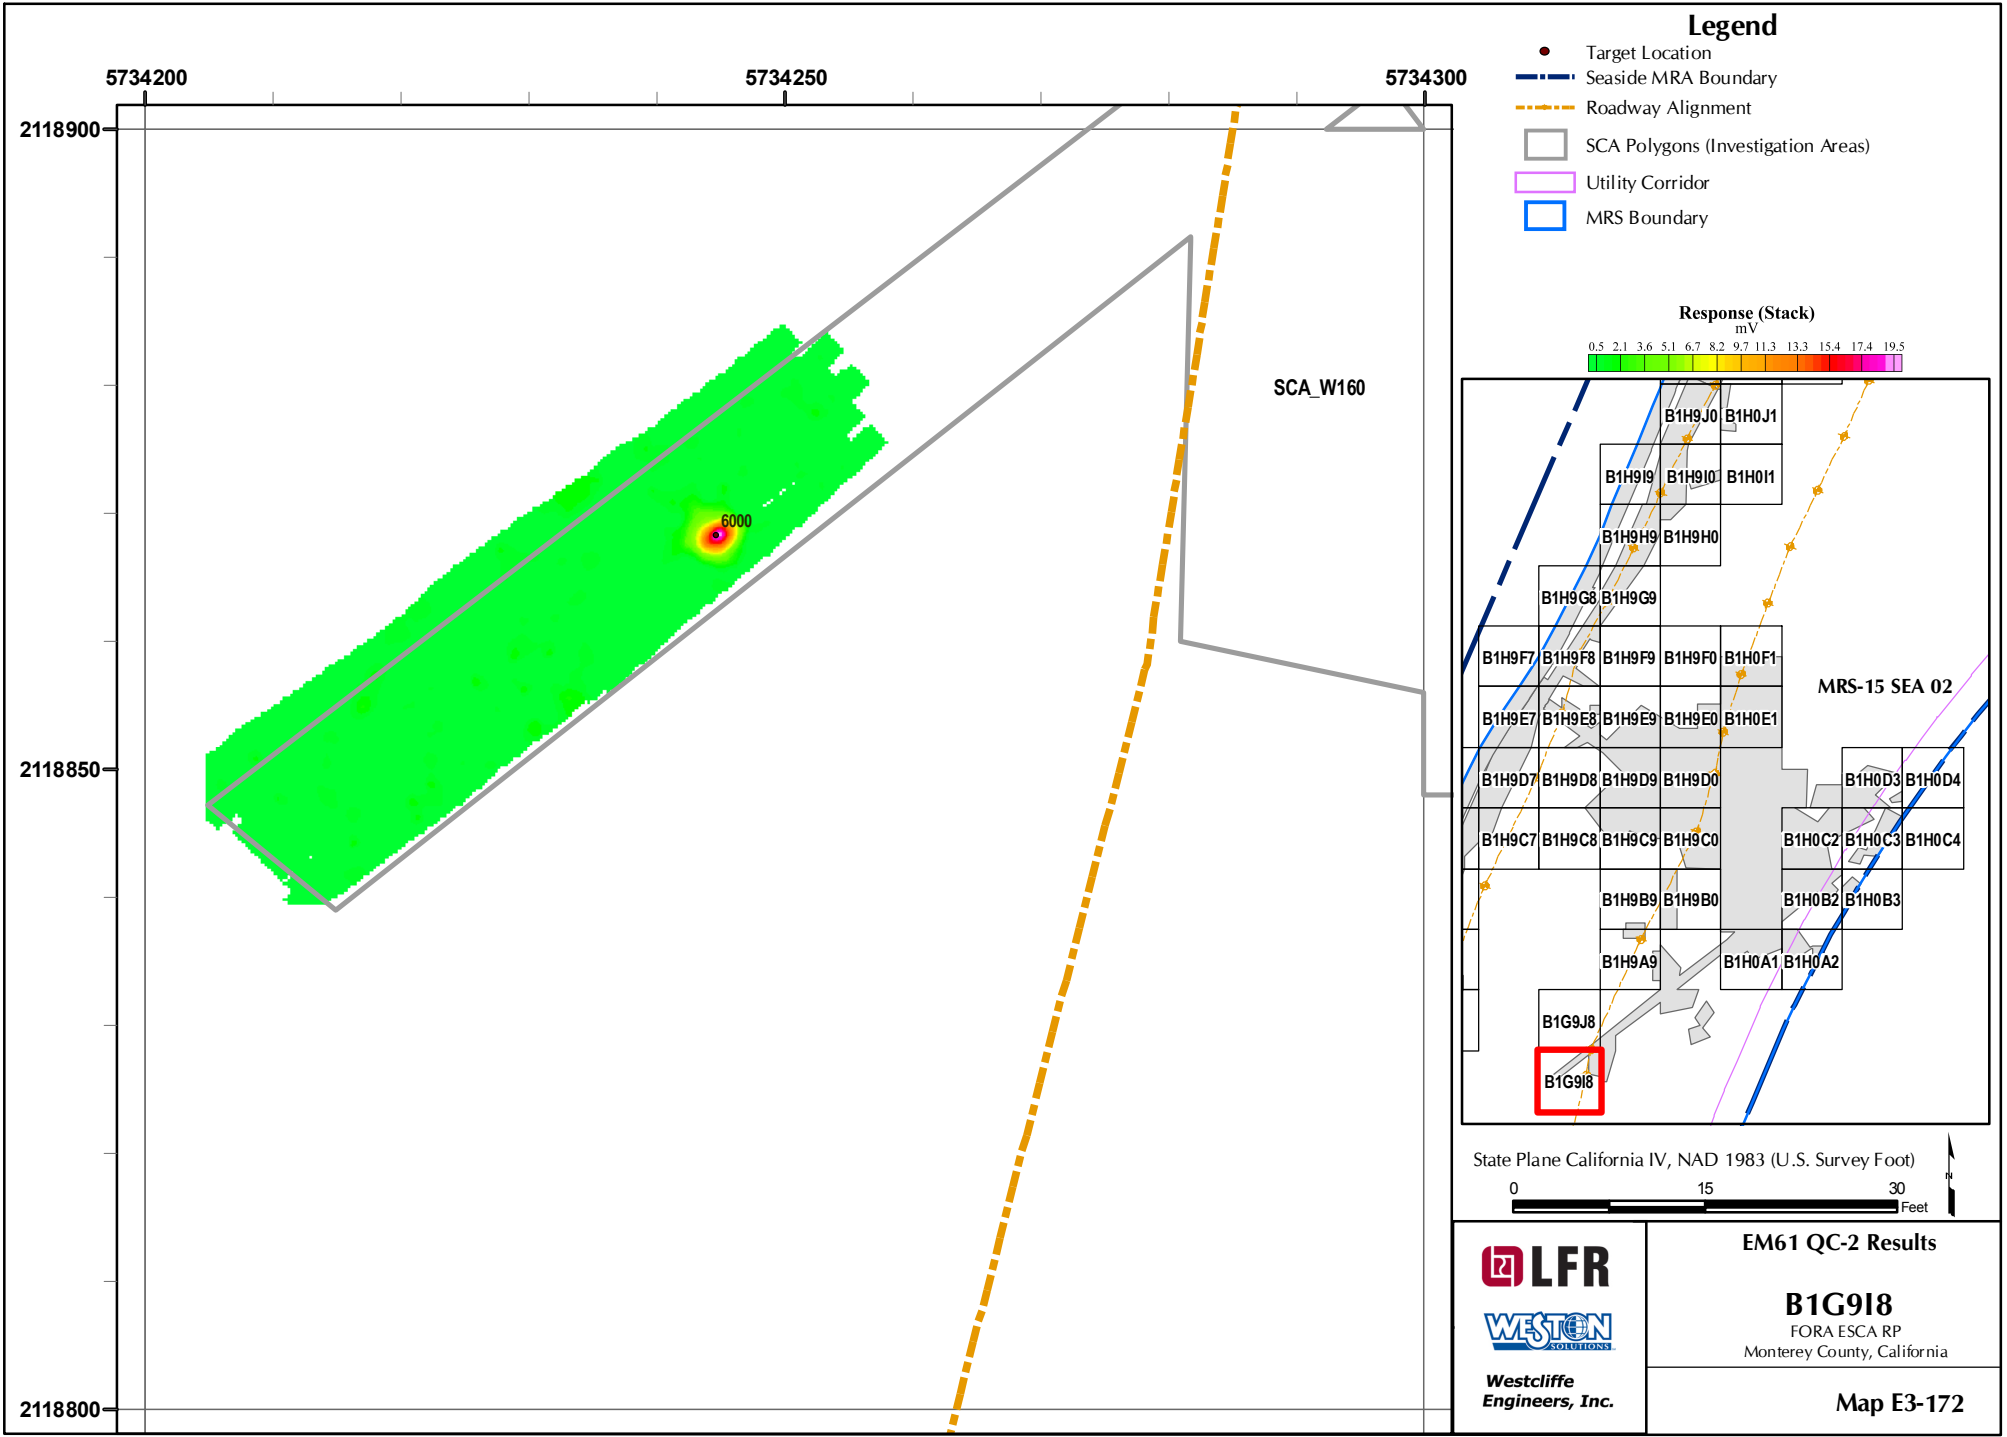 5734200
5734250
5734300
2118900
2118850
2118800
SCA_W160
6000
Legend
Target Location
Seaside MRA Boundary
Roadway Alignment
SCA Polygons (Investigation Areas)
Utility Corridor
MRS Boundary
Response (Stack)
mV
0.5 2.1 3.6 5.1 6.7 8.2 9.7 11.3 13.3 15.4 17.4 19.5
B1H9J0 B1H0J1
B1H9I9 B1H9I0 B1H0I1
B1H9H9 B1H9H0
B1H9G8 B1H9G9
B1H9F7 B1H9F8 B1H9F9 B1H9F0 B1H0F1
MRS-15 SEA 02
B1H9E7 B1H9E8 B1H9E9 B1H9E0 B1H0E1
B1H9D7 B1H9D8 B1H9D9 B1H9D0 B1H0D3 B1H0D4
B1H9C7 B1H9C8 B1H9C9 B1H9C0 B1H0C2 B1H0C3 B1H0C4
B1H9B9 B1H9B0 B1H0B2 B1H0B3
B1H9A9 B1H0A1 B1H0A2
B1G9J8
B1G9I8
State Plane California IV, NAD 1983 (U.S. Survey Foot)
0 15 30
Feet
N
LFR
WESTON
SOLUTIONS
Westcliffe
Engineers, Inc.
EM61 QC-2 Results
B1G9I8
FORA ESCA RP
Monterey County, California
Map E3-172